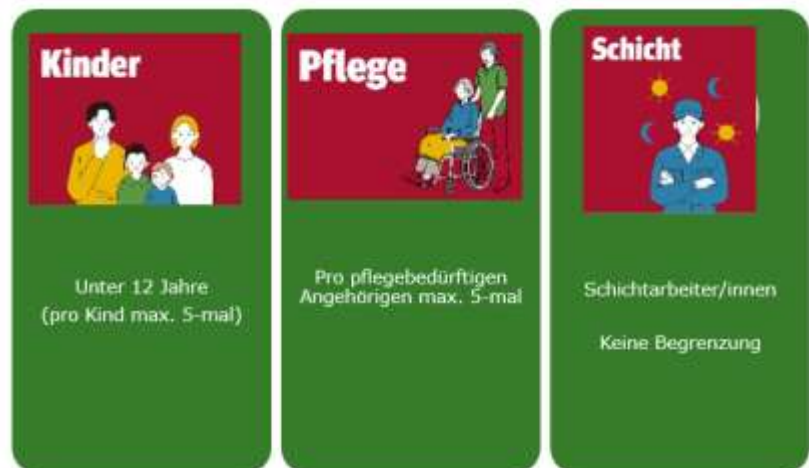 Kinder
Unter 12 Jahre
(pro Kind max. 5-mal)
Pflege
Pro pflegebedürftigen
Angehörigen max. 5-mal
Schicht
Schichtarbeiter/innen
Keine Begrenzung